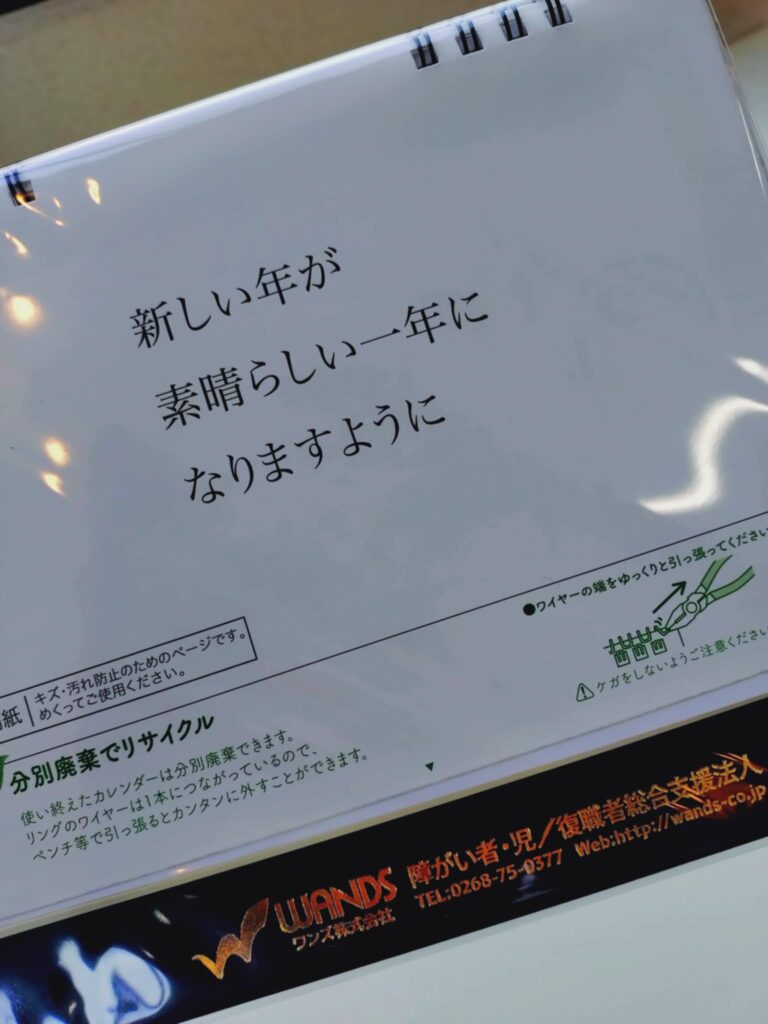 新しい年が
素晴らしい一年に
なりますように
●ワイヤーの端をゆっくりと引っ張ってください
⚠ケガをしないようご注意ください
紙
キズ・汚れ防止のためのページです。
めくってご使用ください。
分別廃棄でリサイクル
使い終えたカレンダーは分別廃棄できます。
リングのワイヤーは1本につながっているので、
ペンチ等で引っ張るとカンタンに外すことができます。
▼
WANDS
ワンズ株式会社
障がい者・児／復職者総合支援法人
TEL:0268-75-0377 Web:http://wands-co.jp